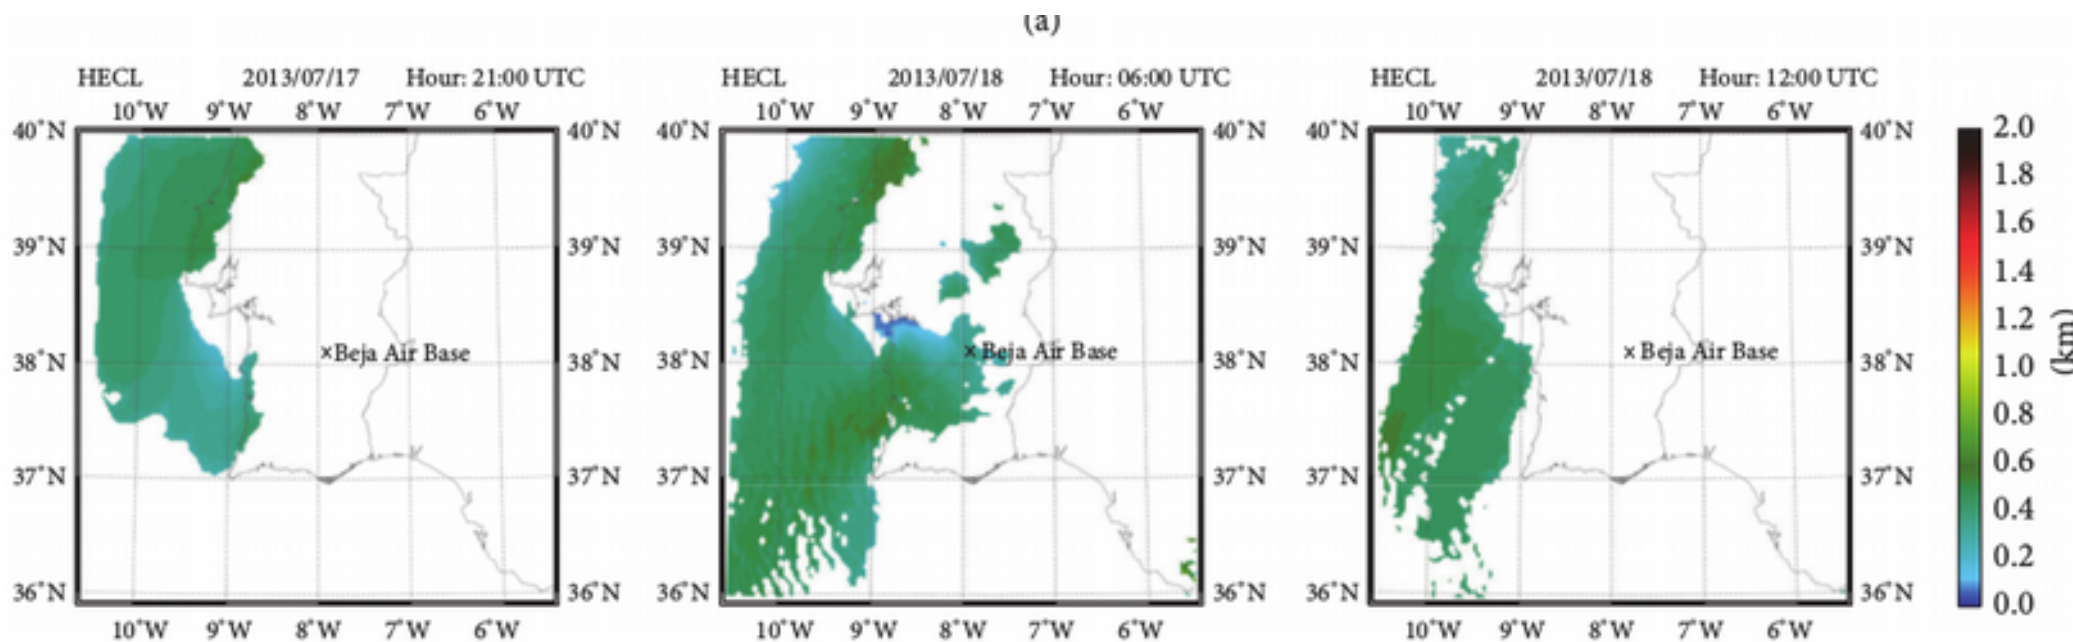 (a)
HECL 2013/07/17 Hour: 21:00 UTC HECL 2013/07/18 Hour: 06:00 UTC HECL 2013/07/18 Hour: 12:00 UTC
10°W 9°W 8°W 7°W 6°W 10°W 9°W 8°W 7°W 6°W 10°W 9°W 8°W 7°W 6°W
40°N 40°N 40°N 40°N 40°N 40°N 2.0
1.8
1.6
39°N 39°N 39°N 39°N 39°N 39°N
1.4
1.2
×Beja Air Base × Beja Air Base × Beja Air Base (km)
38°N 38°N 38°N 38°N 38°N 38°N 1.0
0.8
0.6
37°N 37°N 37°N 37°N 37°N 37°N
0.4
0.2
36°N 36°N 36°N 36°N 36°N 36°N 0.0
10°W 9°W 8°W 7°W 6°W 10°W 9°W 8°W 7°W 6°W 10°W 9°W 8°W 7°W 6°W